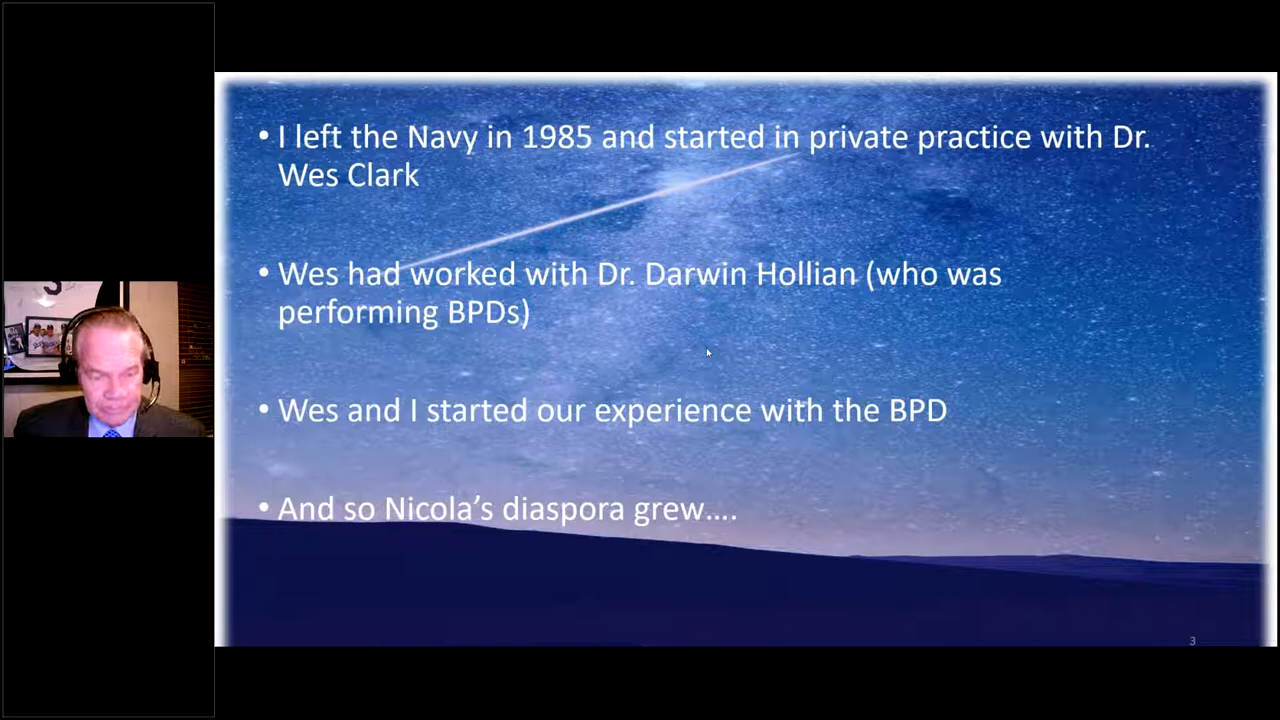 • I left the Navy in 1985 and started in private practice with Dr.
Wes Clark
• Wes had worked with Dr. Darwin Hollian (who was
performing BPDs)
• Wes and I started our experience with the BPD
• And so Nicola’s diaspora grew....
3